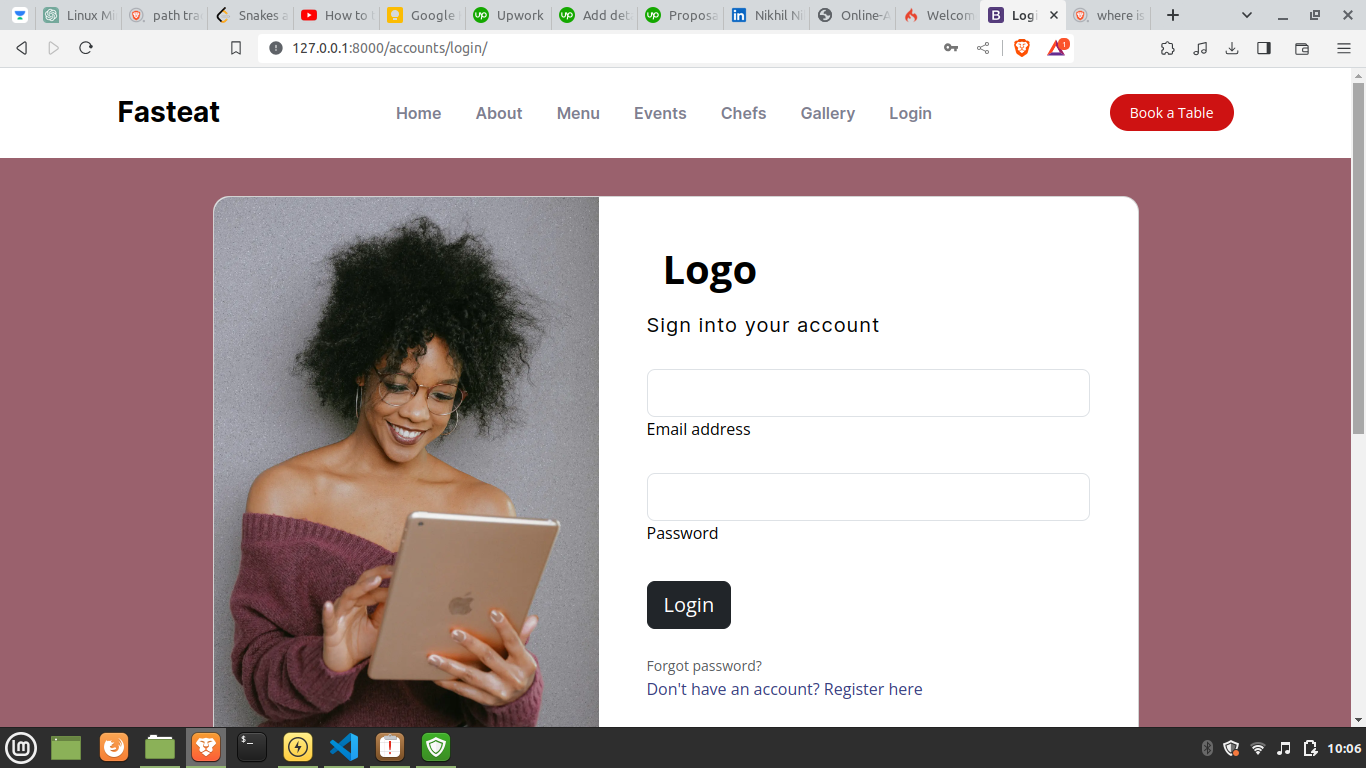 Linux Mi
path tra
Snakes a
How to
Google
Upwork
Add deta
Proposa
Nikhil Ni
Online-A
Welcom
Logi
where is
127.0.0.1:8000/accounts/login/
1
Fasteat
Home
About
Menu
Events
Chefs
Gallery
Login
Book a Table
Logo
Sign into your account
Email address
Password
Login
Forgot password?
Don't have an account? Register here
10:06